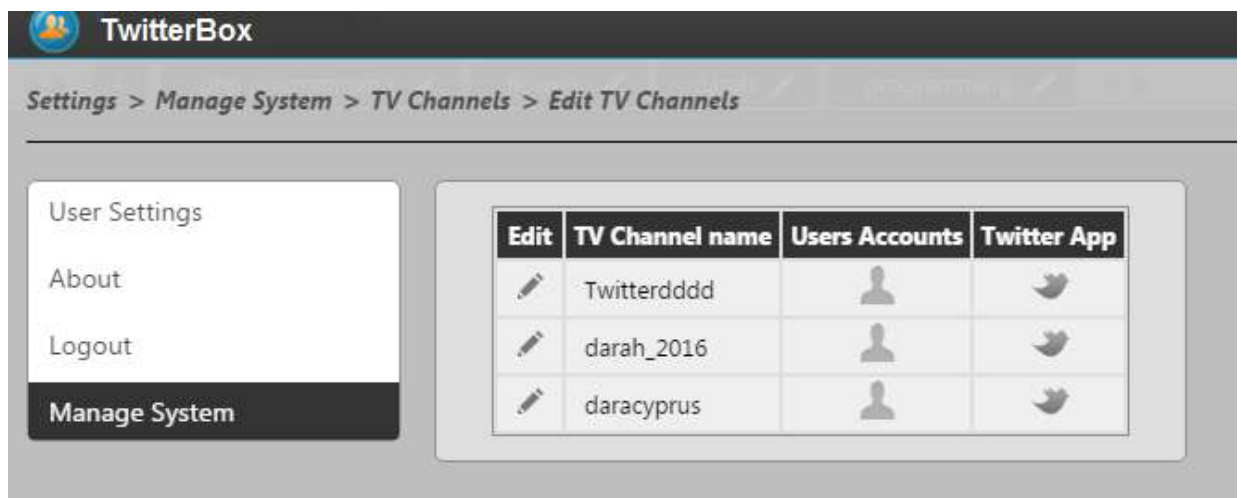 TwitterBox
Settings > Manage System > TV Channels > Edit TV Channels
User Settings
About
Logout
Manage System
Edit TV Channel name Users Accounts Twitter App
Twitterdddd
darah_2016
daracyprus